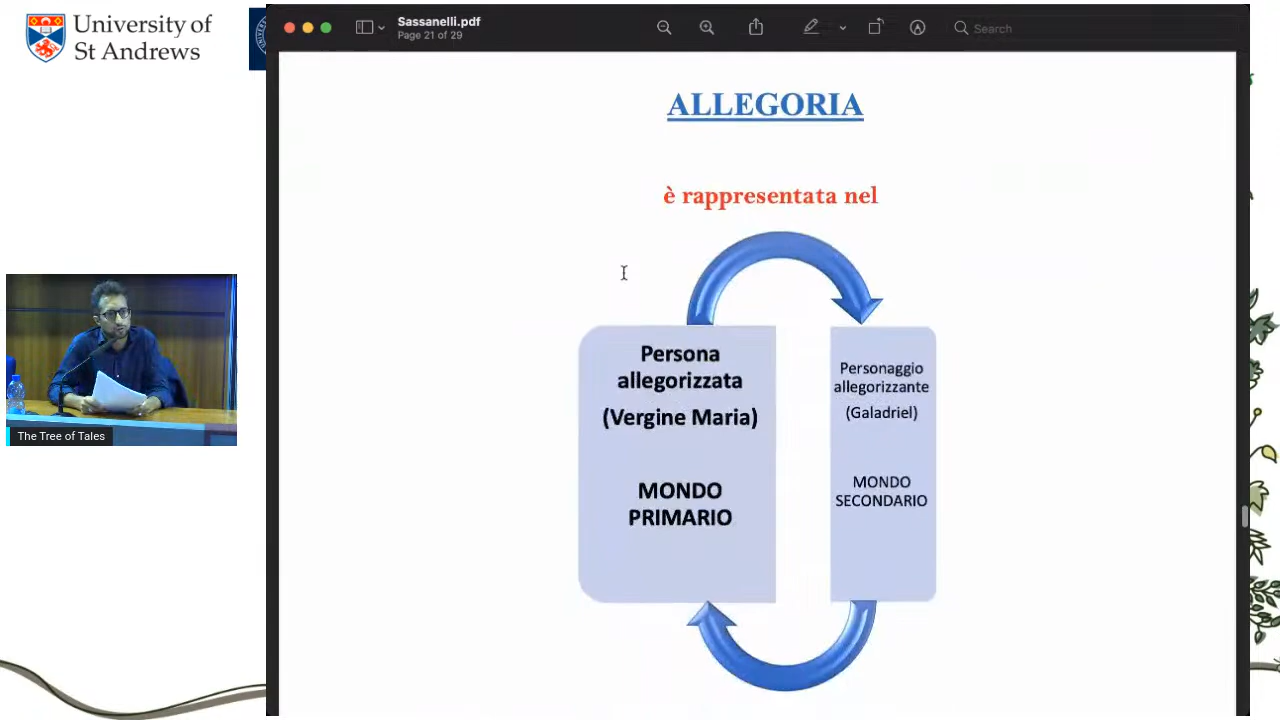 University of
St Andrews
Sassanelli.pdf
Page 21 of 29
Search
ALLEGORIA
è rappresentata nel
Persona
allegorizzata
(Vergine Maria)
MONDO
PRIMARIO
Personaggio
allegorizzante
(Galadriel)
MONDO
SECONDARIO
The Tree of Tales